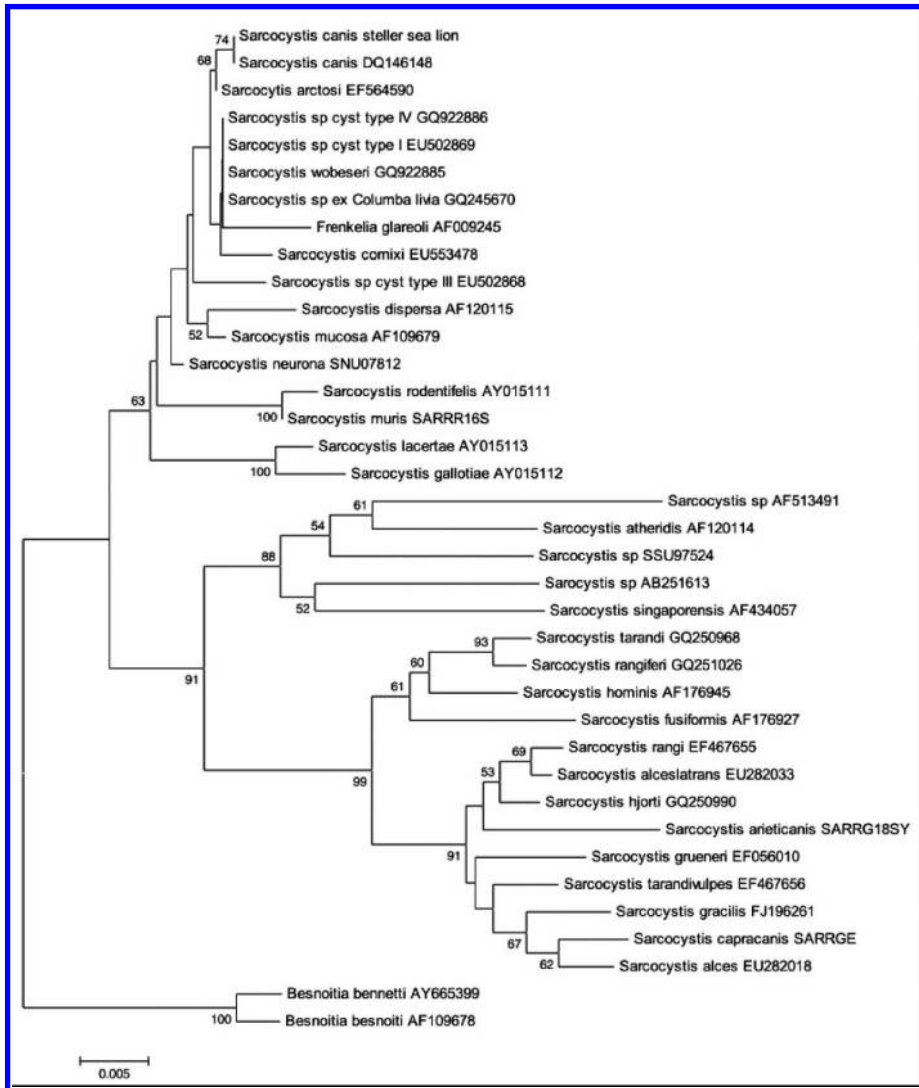 74
Sarcocystis canis steller sea lion
68
Sarcocystis canis DQ146148
Sarcocytis arctosi EF564590
Sarcocystis sp cyst type IV GQ922886
Sarcocystis sp cyst type I EU502869
Sarcocystis wobeseri GQ922885
Sarcocystis sp ex Columba livia GQ245670
Frenkelia glareoli AF009245
Sarcocystis cornixi EU553478
Sarcocystis sp cyst type III EU502868
Sarcocystis dispersa AF120115
52
Sarcocystis mucosa AF109679
Sarcocystis neurona SNU07812
Sarcocystis rodentifelis AY015111
63
100
Sarcocystis muris SARRR16S
Sarcocystis lacertae AY015113
100
Sarcocystis gallotiae AY015112
61
Sarcocystis sp AF513491
54
Sarcocystis atheridis AF120114
88
Sarcocystis sp SSU97524
Sarocystis sp AB251613
52
Sarcocystis singaporensis AF434057
93
Sarcocystis tarandi GQ250968
60
Sarcocystis rangiferi GQ251026
91
61
Sarcocystis hominis AF176945
Sarcocystis fusiformis AF176927
69
Sarcocystis rangi EF467655
53
Sarcocystis alceslatrans EU282033
99
Sarcocystis hjorti GQ250990
Sarcocystis arieticanis SARRG18SY
91
Sarcocystis grueneri EF056010
Sarcocystis tarandivulpes EF467656
Sarcocystis gracilis FJ196261
67
Sarcocystis capracanis SARRGE
62
Sarcocystis alces EU282018
Besnoitia bennetti AY665399
100
Besnoitia besnoiti AF109678
0.005